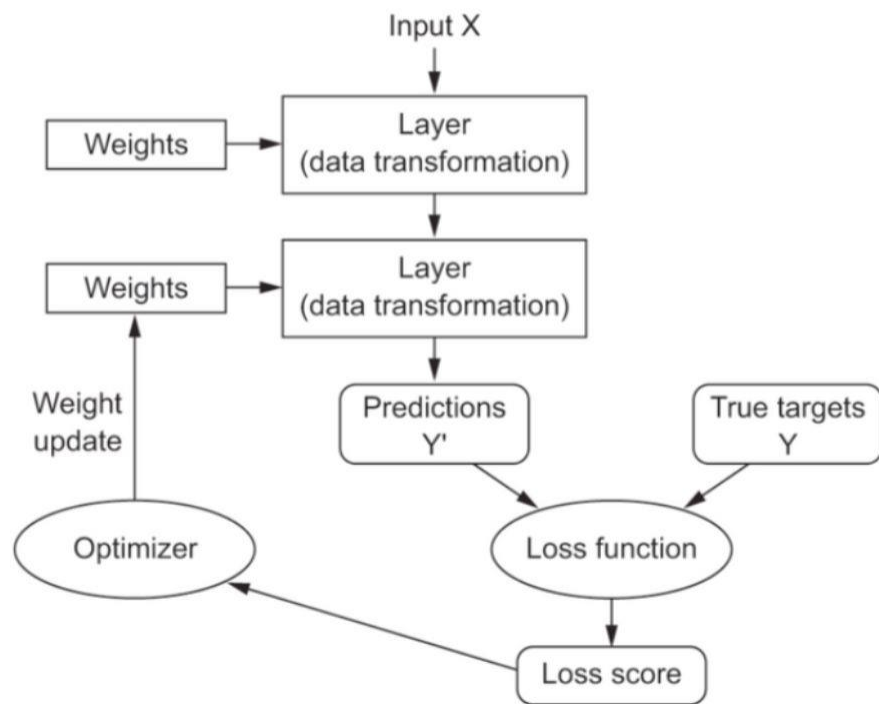 Input X
Weights
Layer
(data transformation)
Weights
Layer
(data transformation)
Weight
update
Predictions
Y'
True targets
Y
Optimizer
Loss function
Loss score